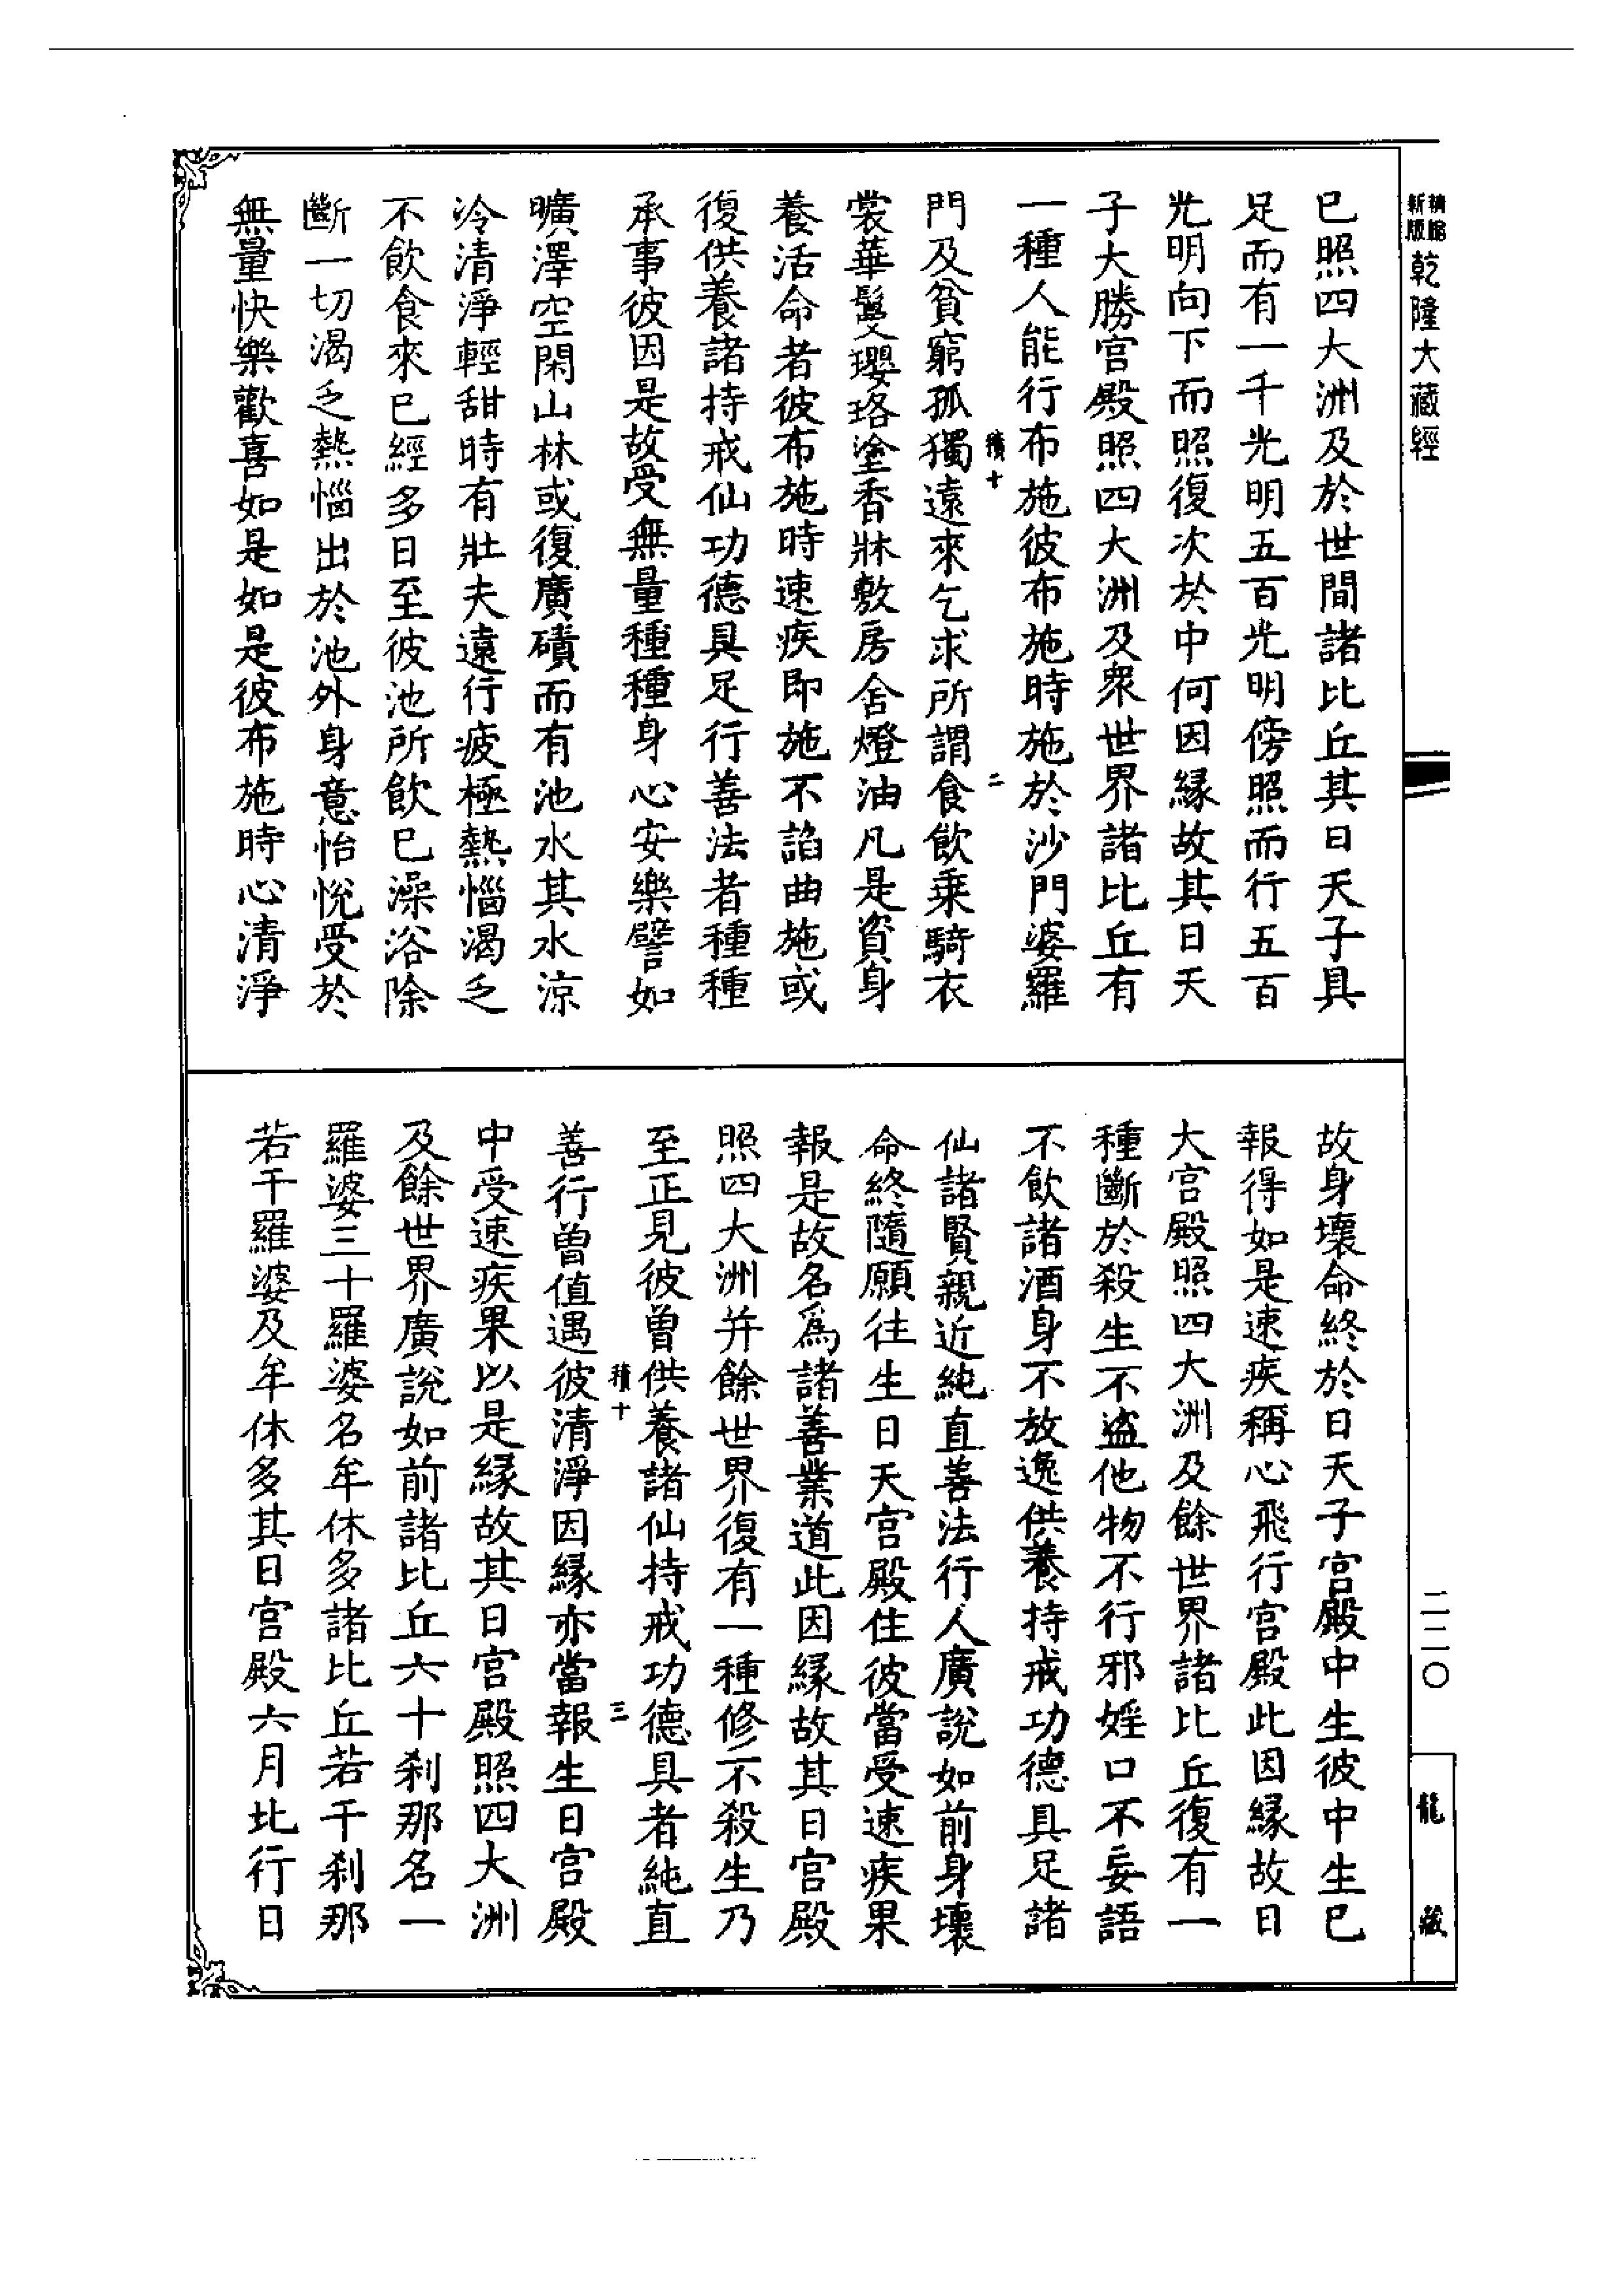 精縮
新版
乾隆大藏經
已照四大洲及於世間諸比丘其日天子具
足而有一千光明五百光明傍照而行五百
光明向下而照復次於中何因緣故其日天
子大勝宮殿照四大洲及衆世界諸比丘有
一種人能行布施彼布施時施於沙門婆羅
積十
二
門及貧窮孤獨遠來乞求所謂食飲乗騎衣
裳華鬘瓔珞塗香牀敷房舍燈油凡是資身
養活命者彼布施時速疾即施不諂曲施或
復供養諸持戒仙功德具足行善法者種種
承事彼因是故受無量種種身心安樂譬如
曠澤空閑山林或復廣磧而有池水其水涼
冷清淨輕甜時有壯夫遠行疲極熱惱渴乏
不飲食來已經多日至彼池所飲已澡浴除
斷一切渴乏熱惱出於池外身意怡悅受於
無量快樂歡喜如是如是彼布施時心清淨
故身壞命終於日天子宮殿中生彼中生已
報得如是速疾稱心飛行宮殿此因緣故日
大宮殿照四大洲及餘世界諸比丘復有一
種斷於殺生不盜他物不行邪婬口不妄語
不飲諸酒身不放逸供養持戒功德具足諸
仙諸賢親近純直善法行人廣說如前身壞
命終隨願往生日天宮殿住彼當受速疾果
報是故名爲諸善業道此因緣故其日宮殿
照四大洲并餘世界復有一種修不殺生乃
至正見彼曽供養諸仙持戒功德具者純直
積十
三
善行曽值遇彼清淨因緣亦當報生日宮殿
中受速疾果以是緣故其日宮殿照四大洲
及餘世界廣說如前諸比丘六十剎那名一
羅婆三十羅婆名牟休多諸比丘若干剎那
若干羅婆及牟休多其日宮殿六月北行日
二二〇
龍藏